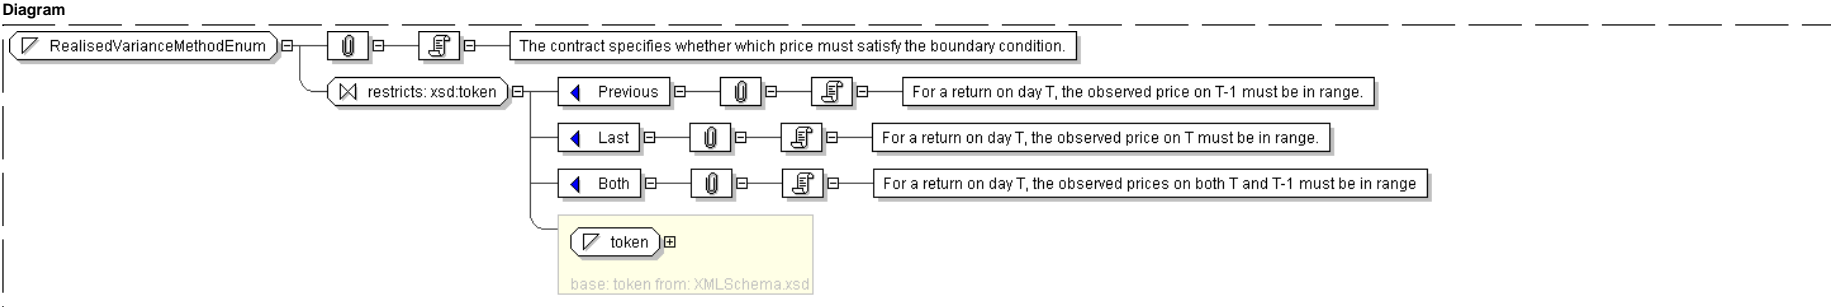 Diagram
RealisedVarianceMethodEnum
The contract specifies whether which price must satisfy the boundary condition.
restricts: xsd:token
Previous
For a return on day T, the observed price on T-1 must be in range.
Last
For a return on day T, the observed price on T must be in range.
Both
For a return on day T, the observed prices on both T and T-1 must be in range
token
base: token from: XMLSchema.xsd